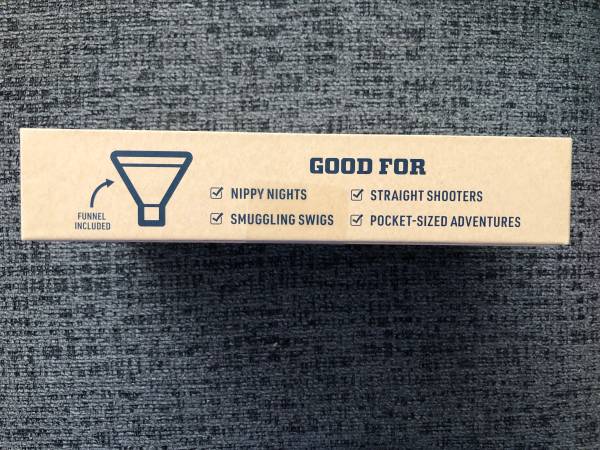 FUNNEL
INCLUDED
GOOD FOR
NIPPY NIGHTS
STRAIGHT SHOOTERS
SMUGGLING SWIGS
POCKET-SIZED ADVENTURES